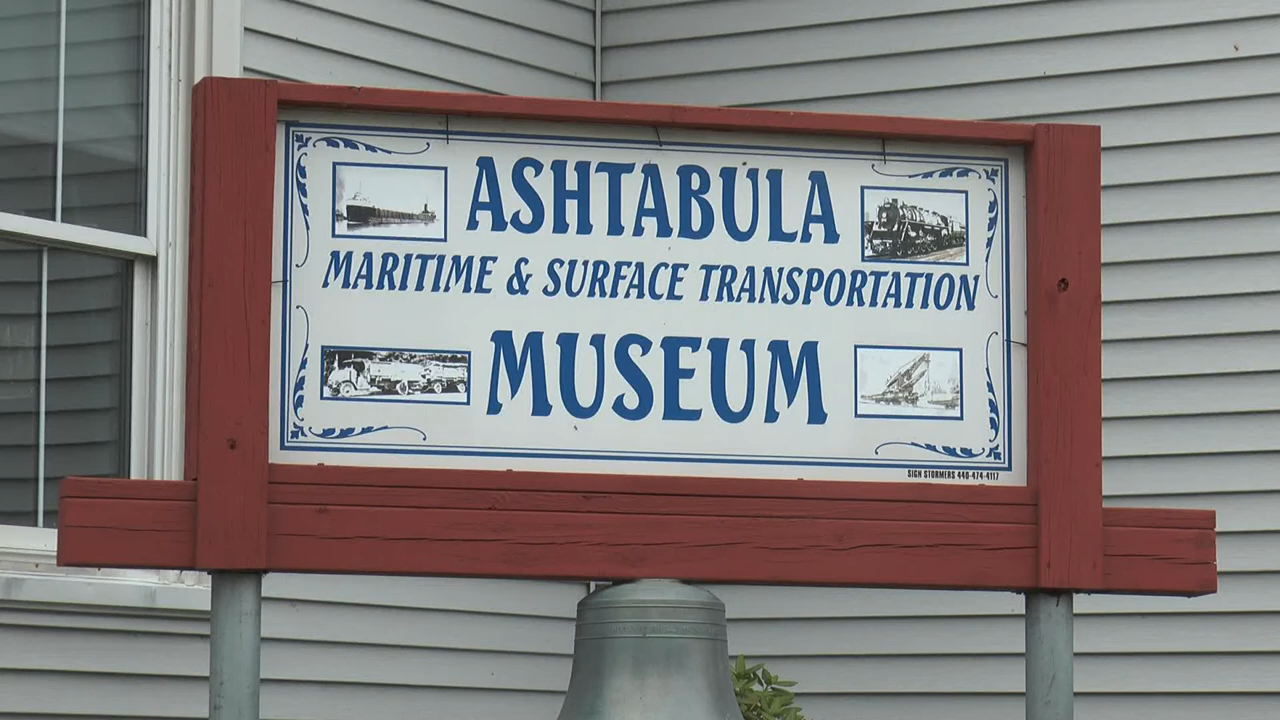 ASHTABULA
MARITIME & SURFACE TRANSPORTATION
MUSEUM
SIGN STORMERS 440-474-4117